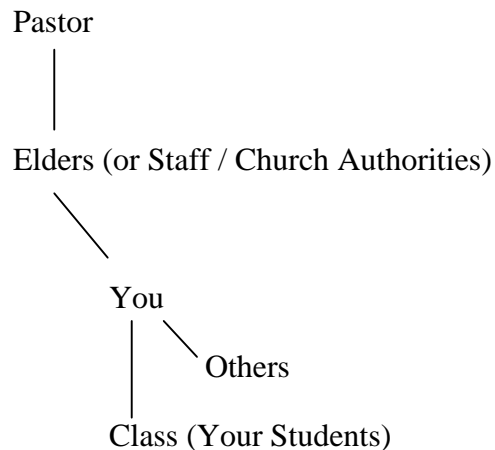 Pastor
Elders (or Staff / Church Authorities)
You
Others
Class (Your Students)